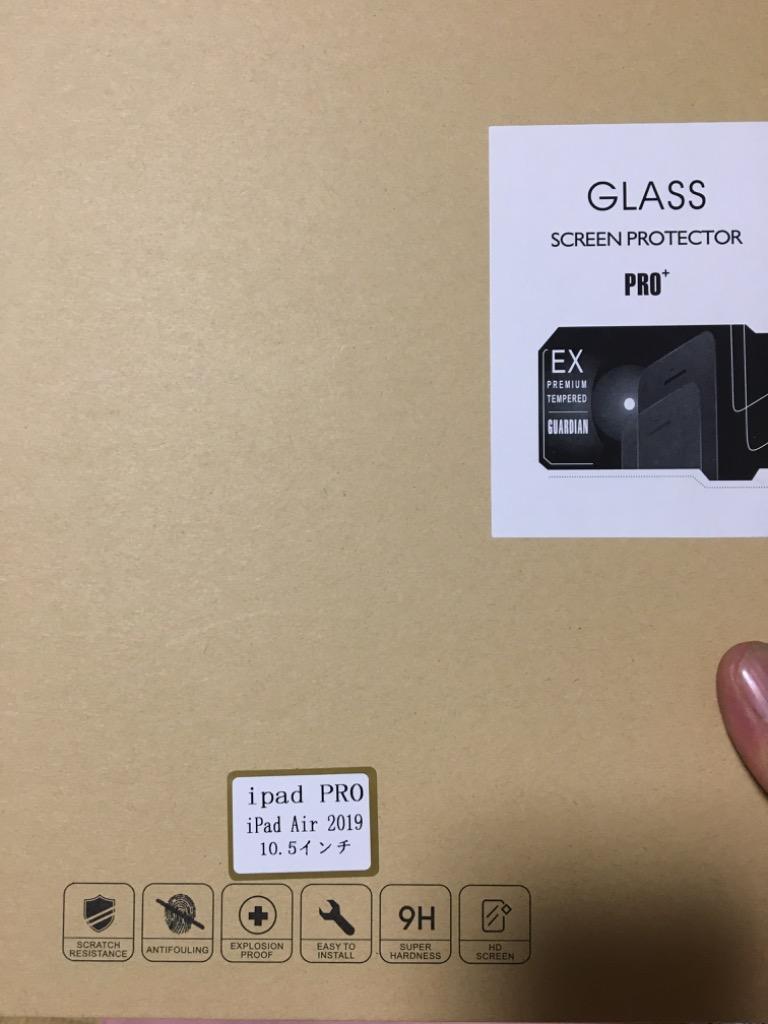 GLASS
SCREEN PROTECTOR
PRO+
EX
PREMIUM
TEMPERED
GUARDIAN
ipad PRO
iPad Air 2019
10.5インチ
SCRATCH
RESISTANCE
ANTIFOULING
EXPLOSION
PROOF
EASY TO
INSTALL
9H
SUPER
HARDNESS
HD
SCREEN